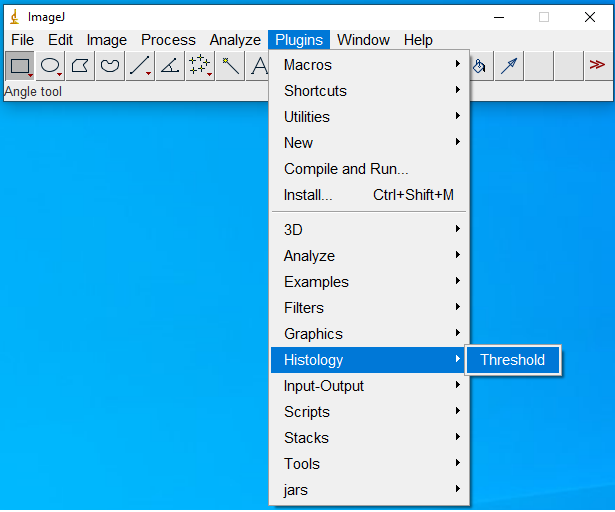 ImageJ
File Edit Image Process Analyze Plugins Window Help
A
Angle tool
Macros
Shortcuts
Utilities
New
Compile and Run...
Install... Ctrl+Shift+M
3D
Analyze
Examples
Filters
Graphics
Histology
Threshold
Input-Output
Scripts
Stacks
Tools
jars